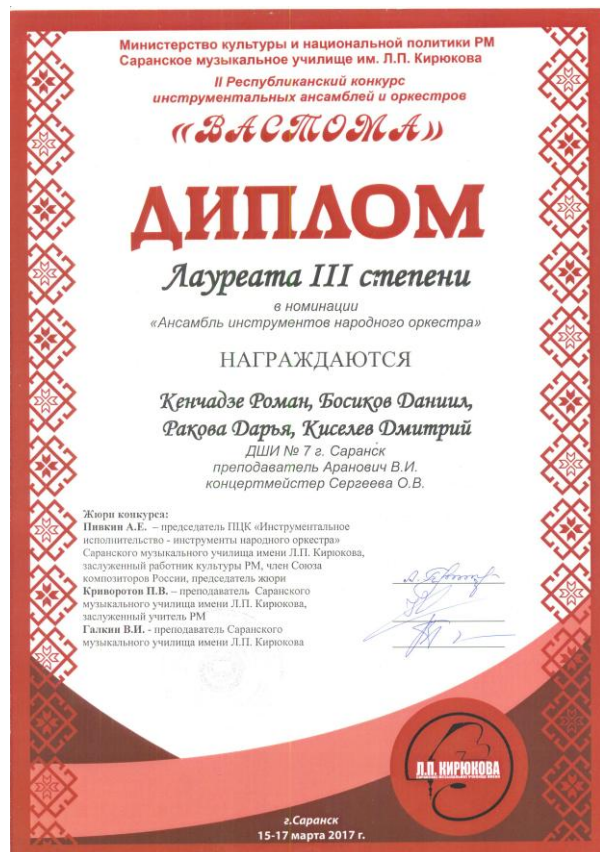 Министерство культуры и национальной политики РМ
Саранское музыкальное училище им. Л.П. Кирюкова
II Республиканский конкурс
инструментальных ансамблей и оркестров
«ВАСТОМА»
ДИПЛОМ
Лауреата III степени
в номинации
«Ансамбль инструментов народного оркестра»
НАГРАЖДАЮТСЯ
Кенчадзе Роман, Босиков Даниил,
Ракова Дарья, Киселев Дмитрий
ДШИ № 7 г. Саранск
преподаватель Аранович В.И.
концертмейстер Сергеева О.В.
Жюри конкурса:
Пивкин А.Е. – председатель ПЦК «Инструментальное
исполнительство - инструменты народного оркестра»
Саранского музыкального училища имени Л.П. Кирюкова,
заслуженный работник культуры РМ, член Союза
композиторов России, председатель жюри
Криворотов П.В. – преподаватель Саранского
музыкального училища имени Л.П. Кирюкова,
заслуженный учитель РМ
Галкин В.И. - преподаватель Саранского
музыкального училища имени Л.П. Кирюкова
Л.П. КИРЮКОВА
г.Саранск
15-17 марта 2017 г.